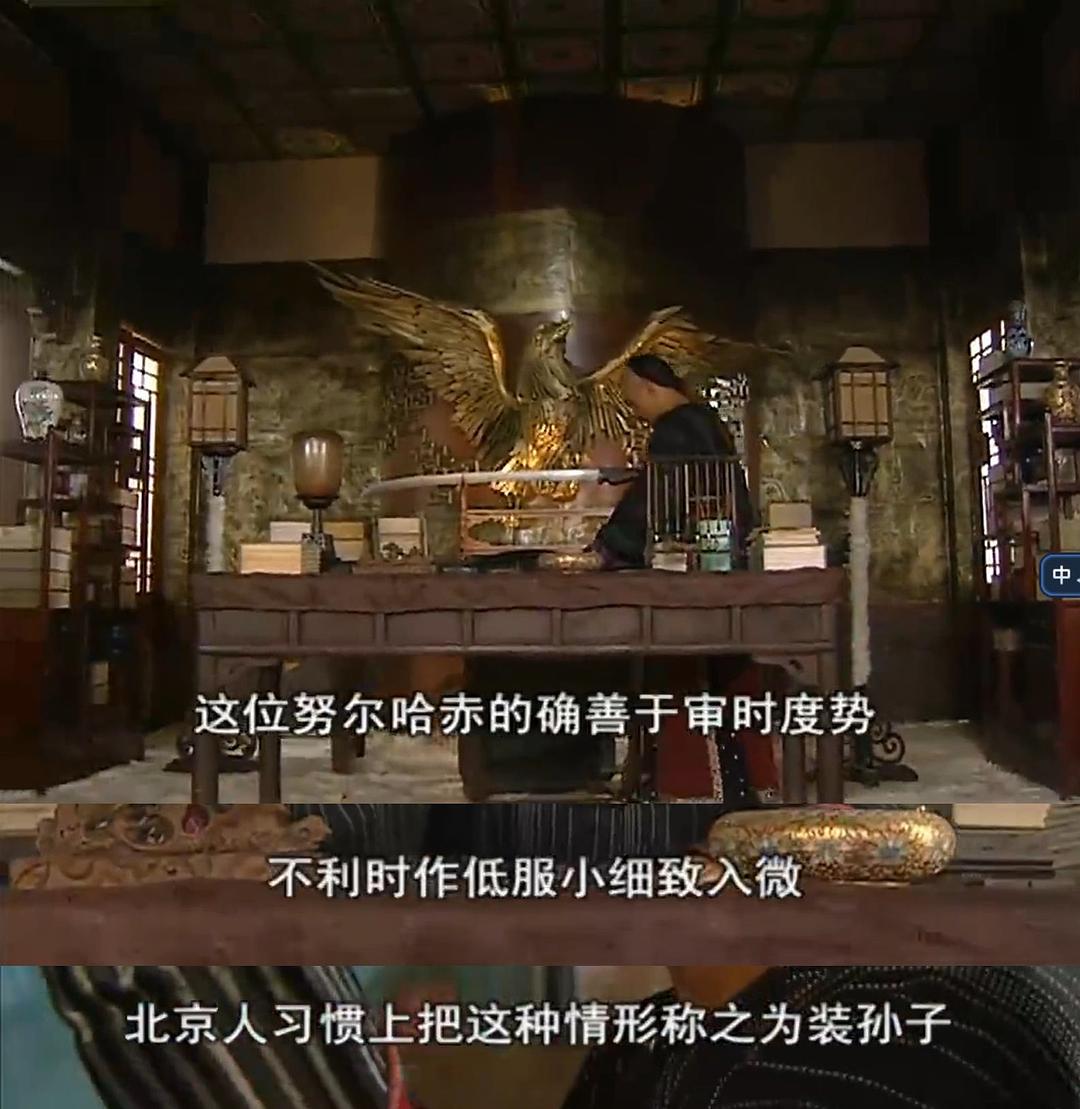 中
这位努尔哈赤的确善于审时度势
不利时作低服小细致入微
北京人习惯上把这种情形称之为装孙子